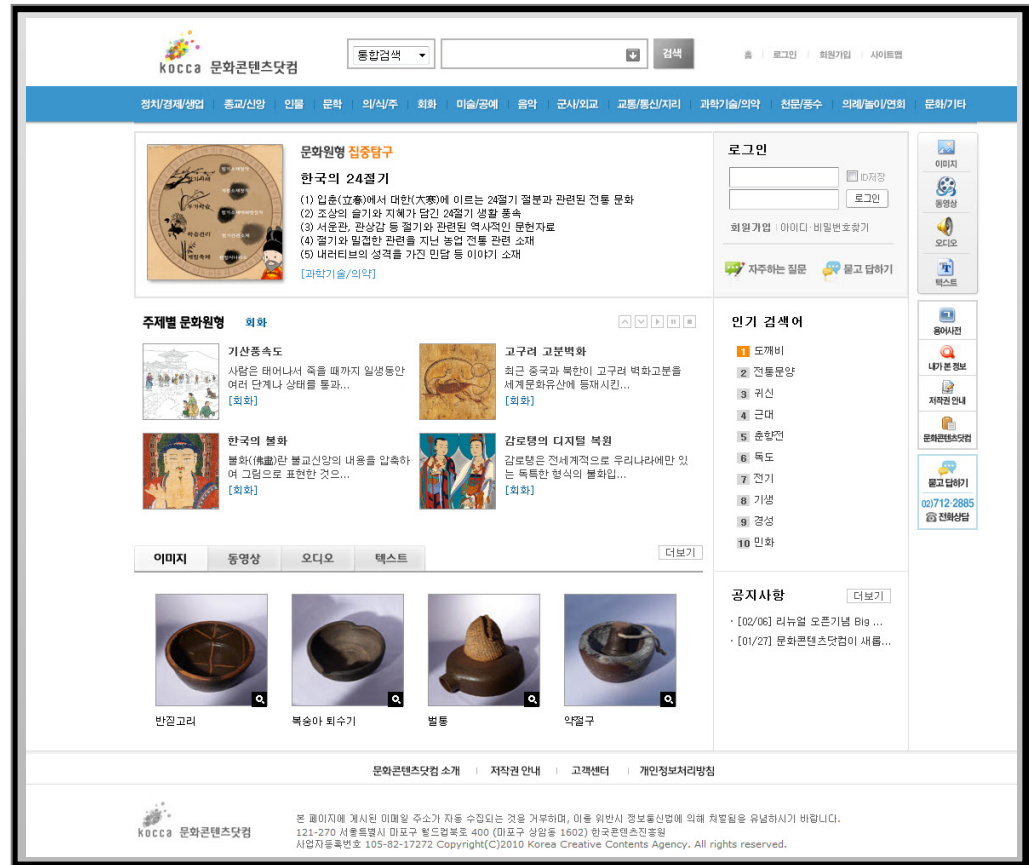 kocca 문화콘텐츠닷컴
통합검색
검색
홈 로그인 회원가입 사이트맵
정치/경제/생업 종교/신앙 인물 문학 의/식/주 회화 미술/공예 음악 군사/외교 교통/통신/지리 과학기술/의약 천문/풍수 의례/놀이/연회 문화/기타
문화원형 집중탐구
한국의 24절기
(1) 입춘(立春)에서 대한(大寒)에 이르는 24절기 절분과 관련된 전통 문화
(2) 조상의 슬기와 지혜가 담긴 24절기 생활 풍속
(3) 서운관, 관상감 등 절기와 관련된 역사적인 문헌자료
(4) 절기와 밀접한 관련을 지닌 농업 전통 관련 소재
(5) 내러티브의 성격을 가진 민담 등 이야기 소재
[과학기술/의약]
로그인
ID저장
로그인
회원가입 아이디·비밀번호찾기
자주하는 질문 묻고 답하기
이미지
동영상
오디오
텍스트
용어사전
내가 본 정보
저작권 안내
문화콘텐츠닷컴
묻고 답하기
02)712-2885
전화상담
주제별 문화원형 회화
기산풍속도
사람은 태어나서 죽을 때까지 일생동안
여러 단계나 상태를 통과...
[회화]
고구려 고분벽화
최근 중국과 북한이 고구려 벽화고분을
세계문화유산에 등재시킨...
[회화]
한국의 불화
불화(佛畵)란 불교신앙의 내용을 압축하
여 그림으로 표현한 것으...
[회화]
감로탱의 디지털 복원
감로탱은 전세계적으로 우리나라에만 있
는 독특한 형식의 불화입...
[회화]
인기 검색어
1 도깨비
2 전통문양
3 귀신
4 근대
5 춘향전
6 독도
7 전기
8 기생
9 경성
10 민화
이미지 동영상 오디오 텍스트 더보기
반짇고리
복숭아 퇴수기
벌통
약절구
공지사항 더보기
· [02/06] 리뉴얼 오픈기념 Big ...
· [01/27] 문화콘텐츠닷컴이 새롭...
문화콘텐츠닷컴 소개 저작권 안내 고객센터 개인정보처리방침
kocca 문화콘텐츠닷컴
본 페이지에 게시된 이메일 주소가 자동 수집되는 것을 거부하며, 이를 위반시 정보통신법에 의해 처벌됨을 유념하시기 바랍니다.
121-270 서울특별시 마포구 월드컵북로 400 (마포구 상암동 1602) 한국콘텐츠진흥원
사업자등록번호 105-82-17272 Copyright(C)2010 Korea Creative Contents Agency. All rights reserved.